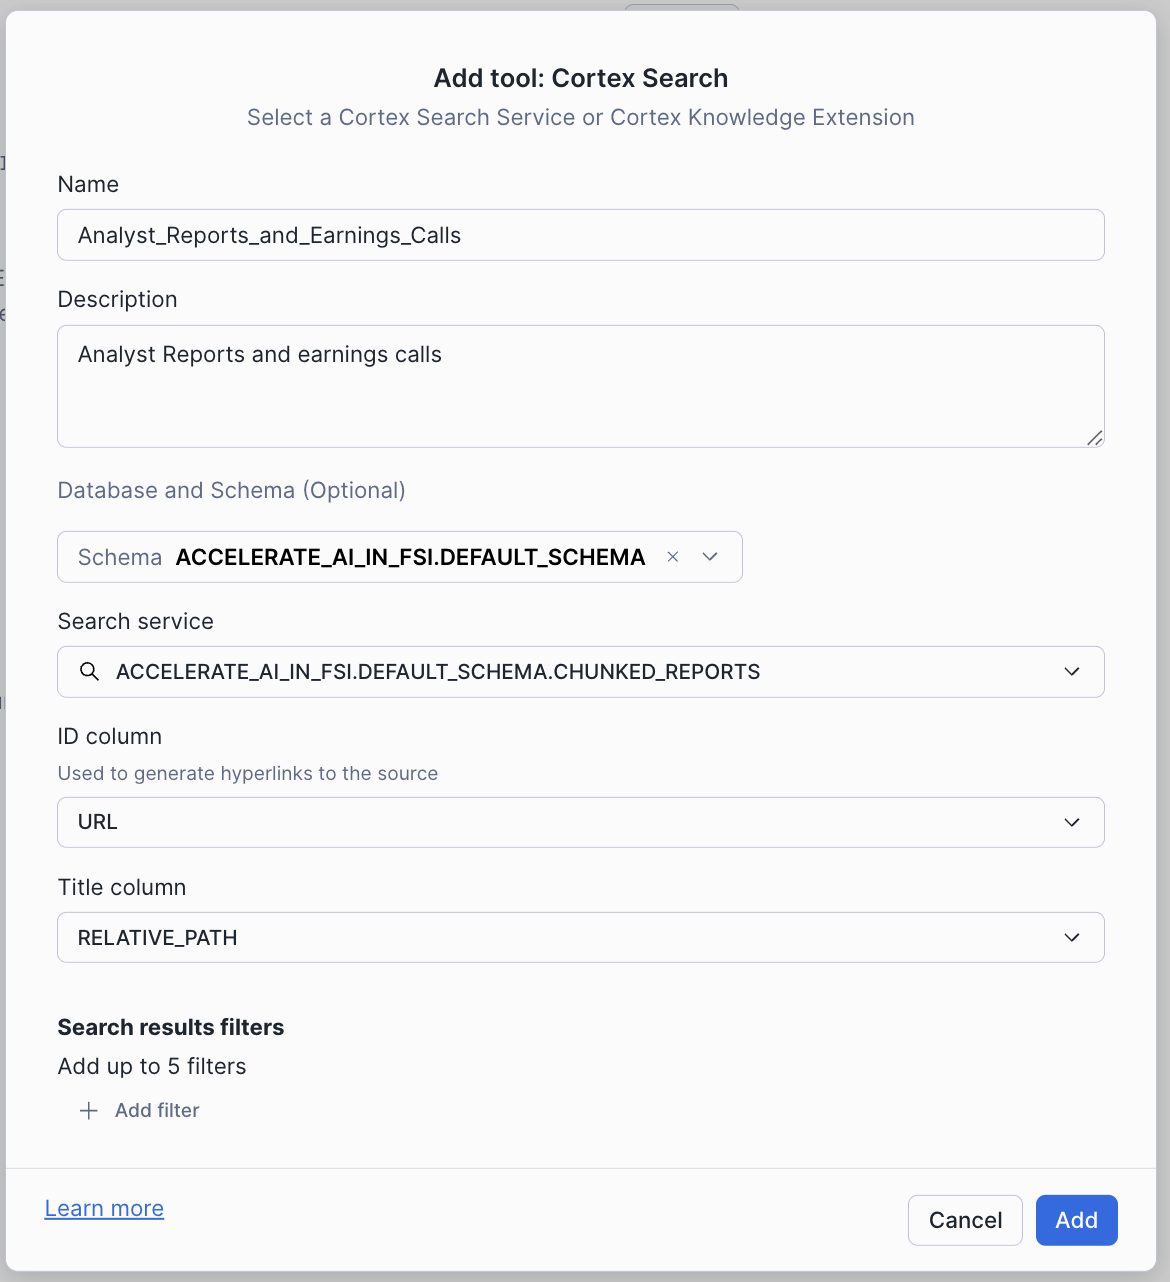 Add tool: Cortex Search
Select a Cortex Search Service or Cortex Knowledge Extension
Name
Analyst_Reports_and_Earnings_Calls
Description
Analyst Reports and earnings calls
Database and Schema (Optional)
Schema ACCELERATE_AI_IN_FSI.DEFAULT_SCHEMA
Search service
ACCELERATE_AI_IN_FSI.DEFAULT_SCHEMA.CHUNKED_REPORTS
ID column
Used to generate hyperlinks to the source
URL
Title column
RELATIVE_PATH
Search results filters
Add up to 5 filters
Add filter
Learn more
Cancel
Add